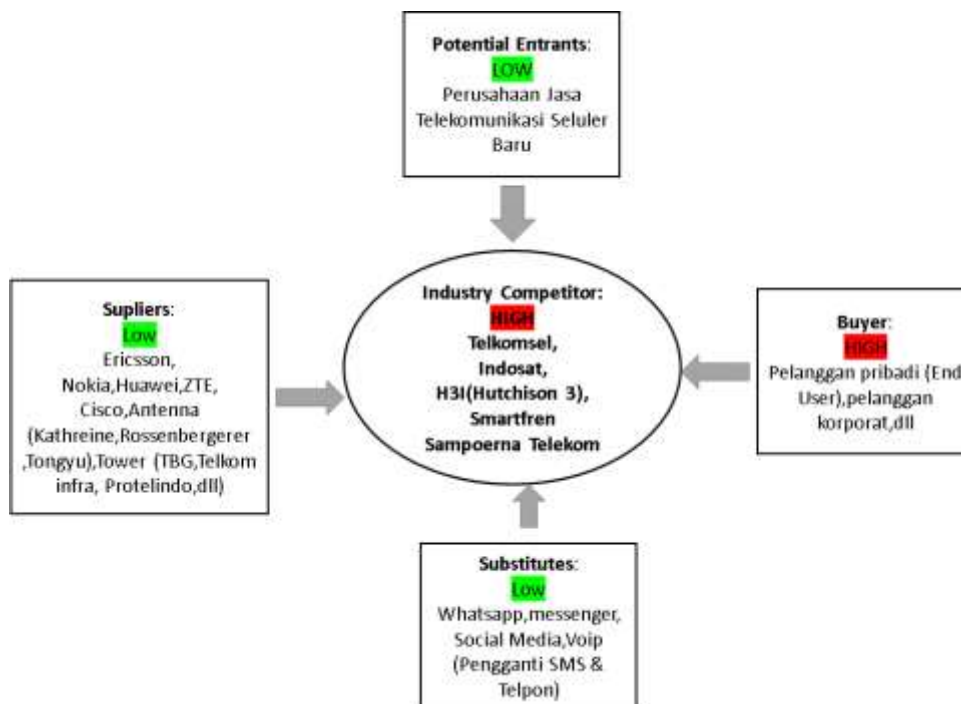 Potential Entrants:
LOW
Perusahaan Jasa
Telekomunikasi Seluler
Baru
Supliers:
Low
Ericsson,
Nokia,Huawei,ZTE,
Cisco,Antenna
(Kathreine,Rossenbergerer
,Tongyu),Tower (TBG,Telkom
infra, Protelindo,dll)
Industry Competitor:
HIGH
Telkomsel,
Indosat,
H3I(Hutchison 3),
Smartfren
Sampoerna Telekom
Buyer:
HIGH
Pelanggan pribadi (End
User),pelanggan
korporat,dll
Substitutes:
Low
Whatsapp,messenger,
Social Media,Voip
(Pengganti SMS &
Telpon)